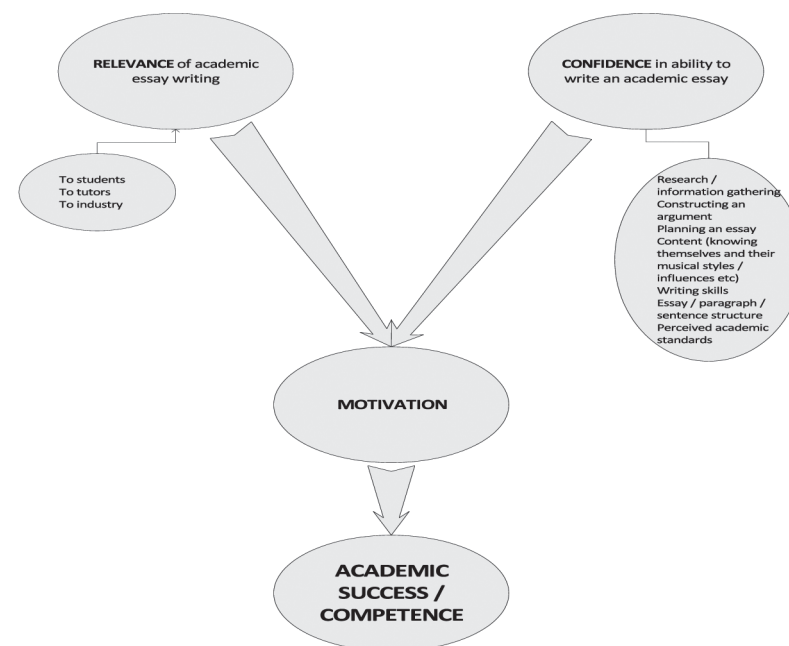 RELEVANCE of academic
essay writing
CONFIDENCE in ability to
write an academic essay
To students
To tutors
To industry
Research /
information gathering
Constructing an
argument
Planning an essay
Content (knowing
themselves and their
musical styles /
influences etc)
Writing skills
Essay / paragraph /
sentence structure
Perceived academic
standards
MOTIVATION
ACADEMIC
SUCCESS /
COMPETENCE